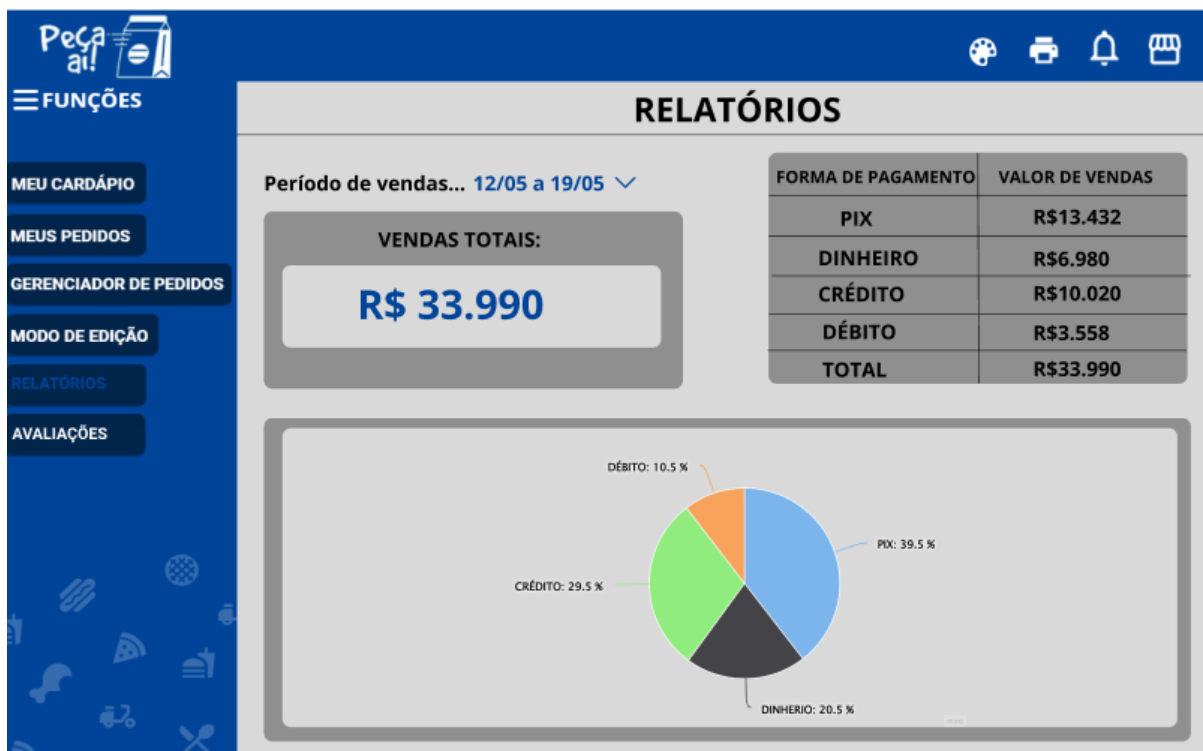 Peça
aí!
FUNÇÕES
MEU CARDÁPIO
MEUS PEDIDOS
GERENCIADOR DE PEDIDOS
MODO DE EDIÇÃO
RELATÓRIOS
AVALIAÇÕES
RELATÓRIOS
Período de vendas... 12/05 a 19/05
VENDAS TOTAIS:
R$ 33.990
FORMA DE PAGAMENTO VALOR DE VENDAS
PIX R$13.432
DINHEIRO R$6.980
CRÉDITO R$10.020
DÉBITO R$3.558
TOTAL R$33.990
DÉBITO: 10.5 %
PIX: 39.5 %
CRÉDITO: 29.5 %
DINHERIO: 20.5 %